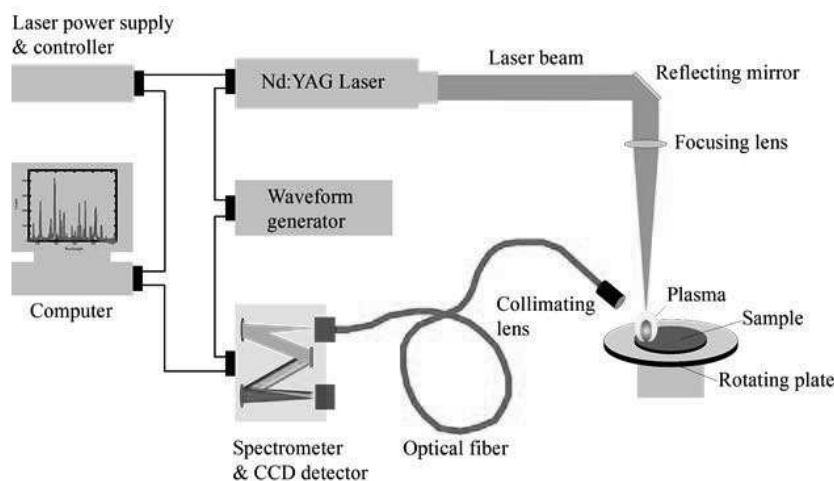 Laser power supply
& controller
Nd:YAG Laser
Laser beam
Reflecting mirror
Focusing lens
Waveform
generator
Computer
Collimating
lens
Plasma
Sample
Rotating plate
Optical fiber
Spectrometer
& CCD detector